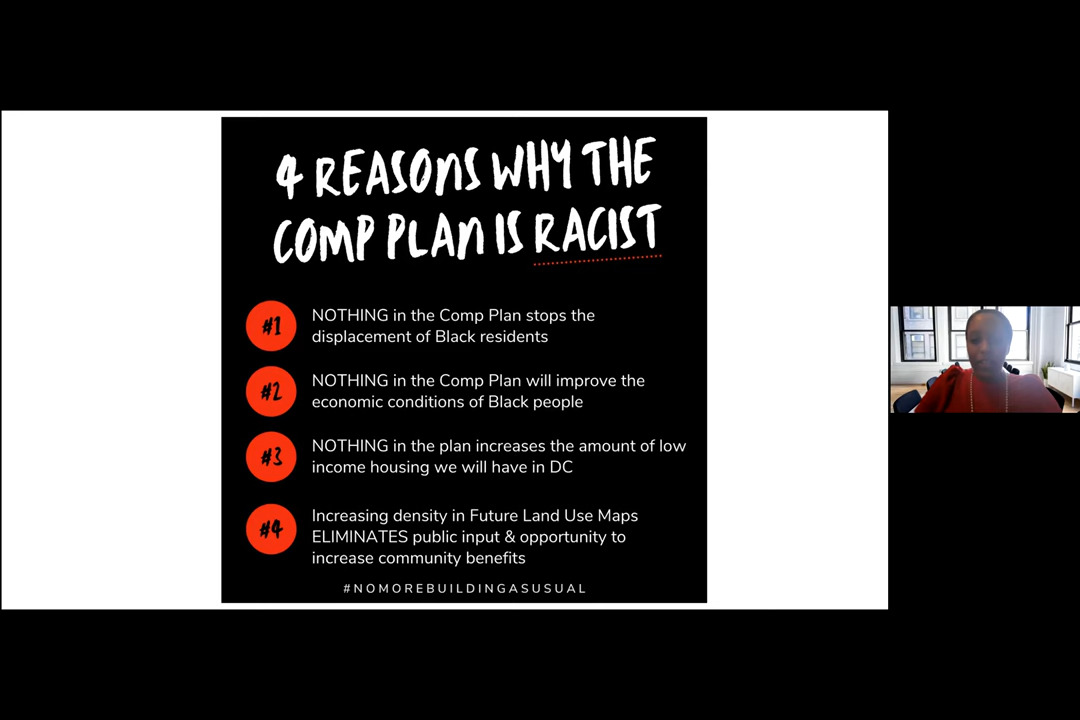 4 REASONS WHY THE
COMP PLAN IS RACIST
#1
NOTHING in the Comp Plan stops the
displacement of Black residents
#2
NOTHING in the Comp Plan will improve the
economic conditions of Black people
#3
NOTHING in the plan increases the amount of low
income housing we will have in DC
#4
Increasing density in Future Land Use Maps
ELIMINATES public input & opportunity to
increase community benefits
#NOMOREBUILDINGASUSUAL